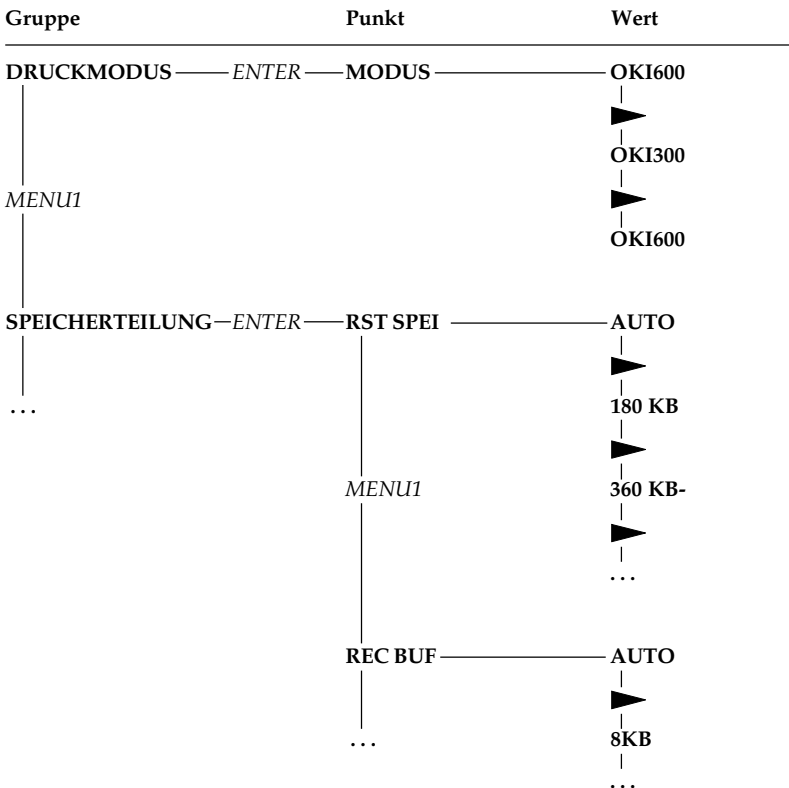 Gruppe Punkt Wert
DRUCKMODUS ENTER MODUS OKI600
OKI300
MENU1
OKI600
SPEICHERTEILUNG ENTER RST SPEI AUTO
... 180 KB
MENU1 360 KB-
...
REC BUF AUTO
... 8KB
...